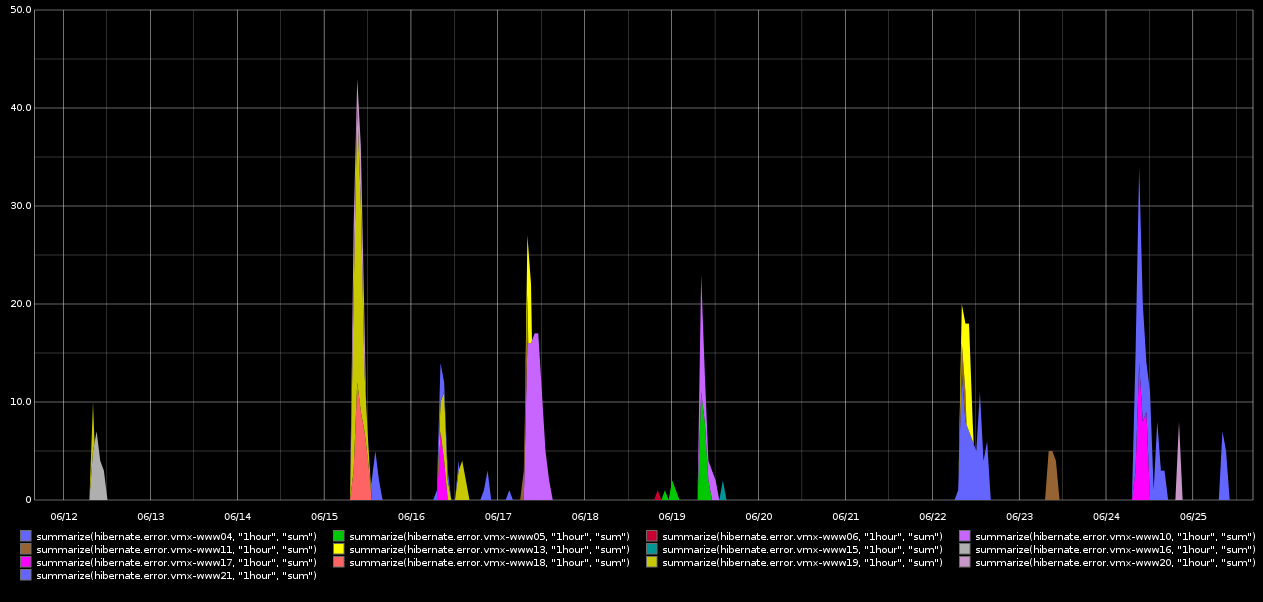 50.0
40.0
30.0
20.0
10.0
0
06/12 06/13 06/14 06/15 06/16 06/17 06/18 06/19 06/20 06/21 06/22 06/23 06/24 06/25
summarize(hibernate.error.vmx-www04, "1hour", "sum") summarize(hibernate.error.vmx-www05, "1hour", "sum") summarize(hibernate.error.vmx-www06, "1hour", "sum") summarize(hibernate.error.vmx-www10, "1hour", "sum")
summarize(hibernate.error.vmx-www11, "1hour", "sum") summarize(hibernate.error.vmx-www13, "1hour", "sum") summarize(hibernate.error.vmx-www15, "1hour", "sum") summarize(hibernate.error.vmx-www16, "1hour", "sum")
summarize(hibernate.error.vmx-www17, "1hour", "sum") summarize(hibernate.error.vmx-www18, "1hour", "sum") summarize(hibernate.error.vmx-www19, "1hour", "sum") summarize(hibernate.error.vmx-www20, "1hour", "sum")
summarize(hibernate.error.vmx-www21, "1hour", "sum")